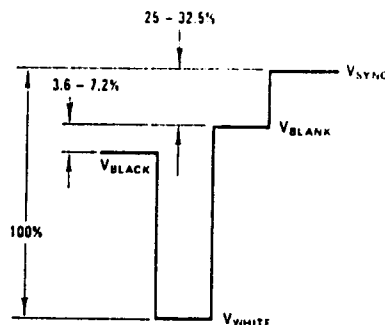 25 – 32.5%
VSYNC
3.6 – 7.2%
VBLANK
VBLACK
100%
VWHITE